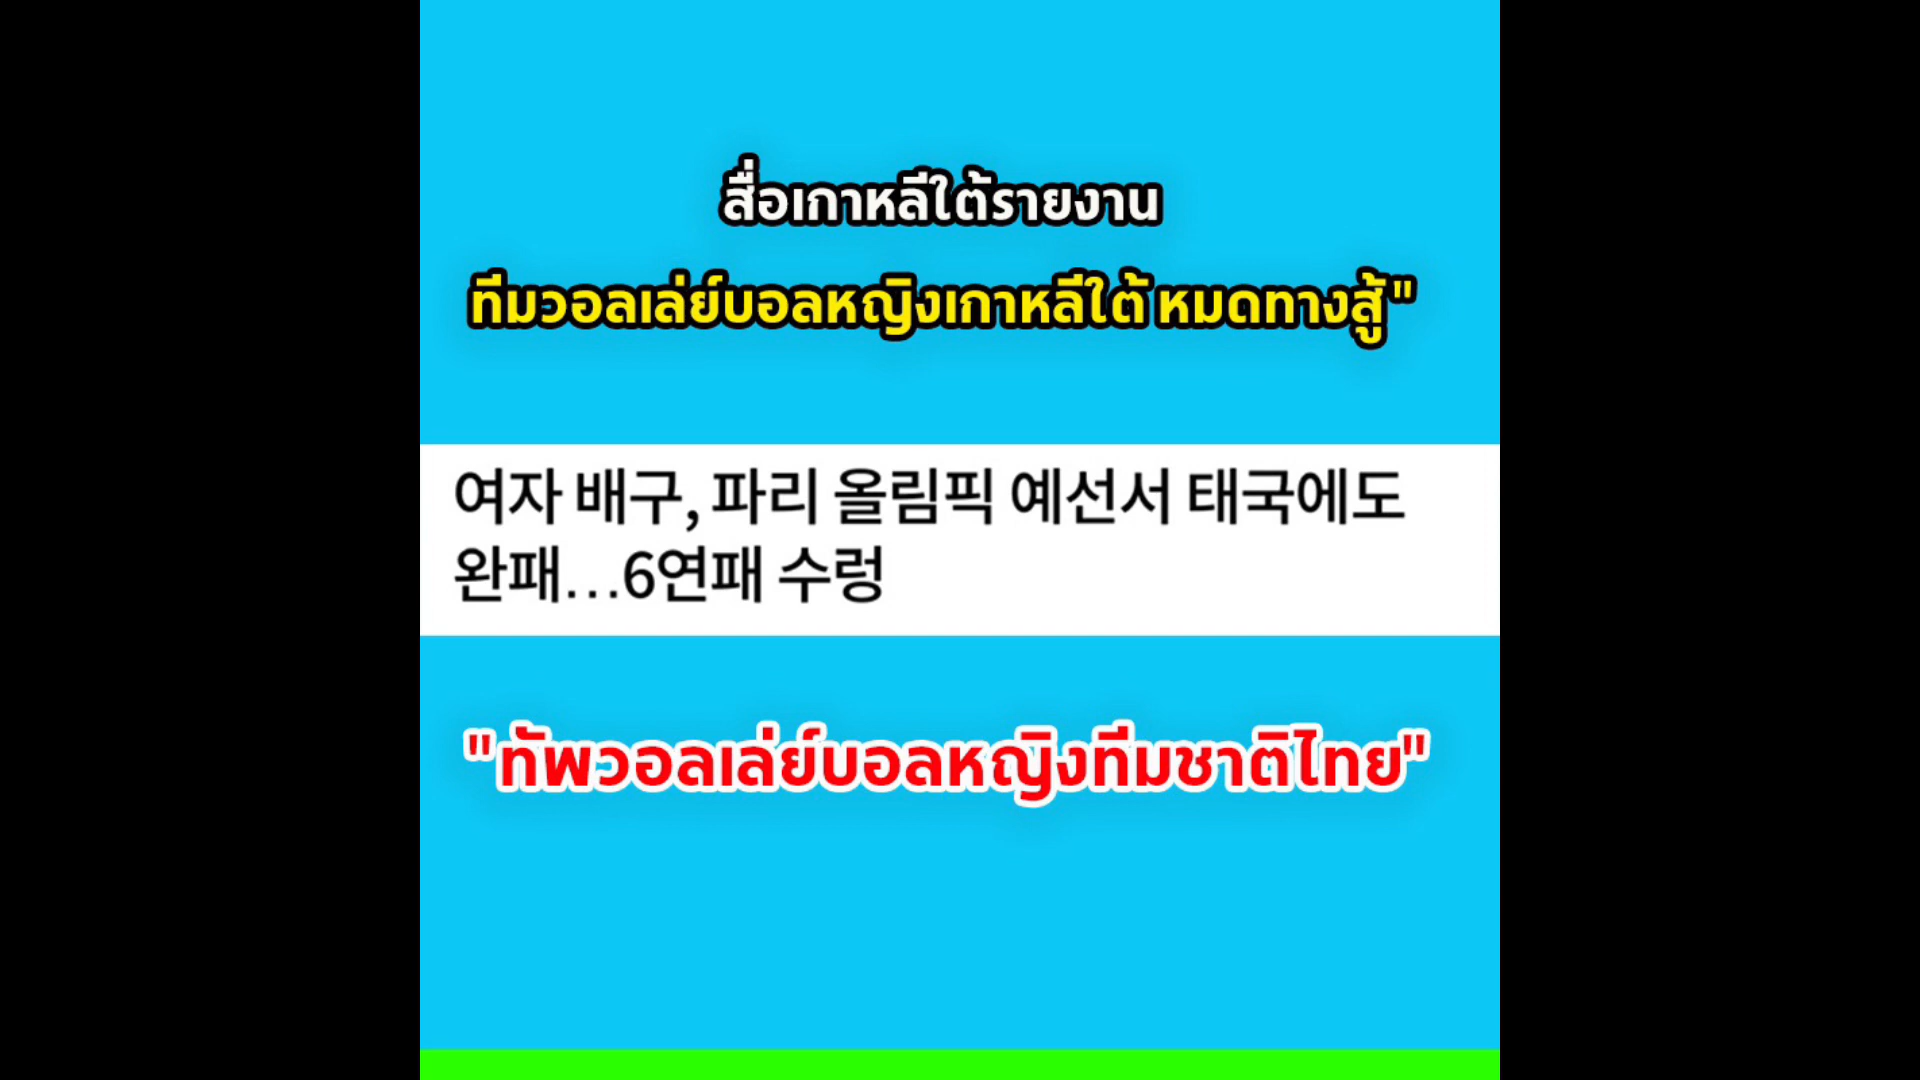 สื่อเกาหลีใต้รายงาน
ทีมวอลเล่ย์บอลหญิงเกาหลีใต้ หมดทางสู้"
여자 배구, 파리 올림픽 예선서 태국에도
완패...6연패 수렁
"ทัพวอลเล่ย์บอลหญิงทีมชาติไทย"